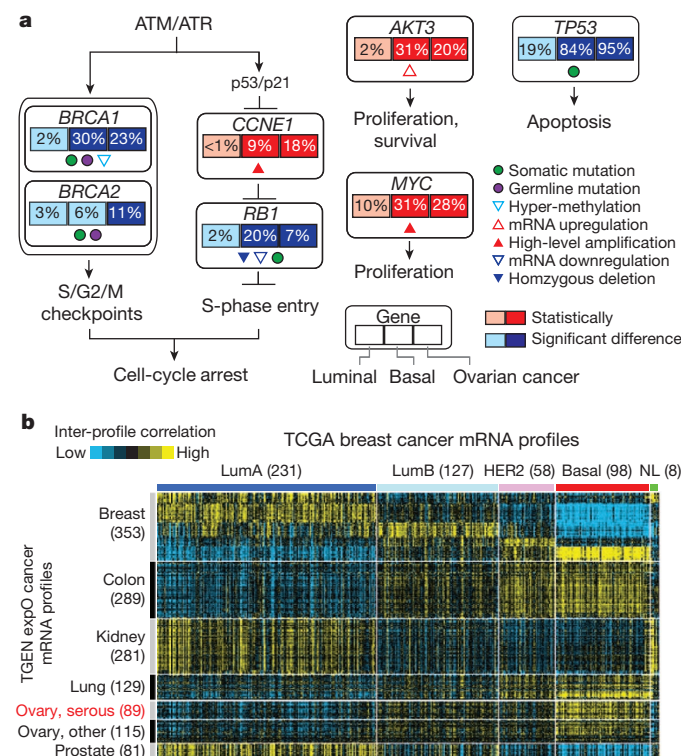 a
ATM/ATR
p53/p21
BRCA1
2% 30% 23%
BRCA2
3% 6% 11%
S/G2/M
checkpoints
CCNE1
<1% 9% 18%
RB1
2% 20% 7%
S-phase entry
Cell-cycle arrest
AKT3
2% 31% 20%
Proliferation,
survival
TP53
19% 84% 95%
Apoptosis
MYC
10% 31% 28%
Proliferation
Somatic mutation
Germline mutation
Hyper-methylation
mRNA upregulation
High-level amplification
mRNA downregulation
Homzygous deletion
Gene
Luminal Basal Ovarian cancer
Statistically
Significant difference
b
Inter-profile correlation
Low High
TCGA breast cancer mRNA profiles
LumA (231) LumB (127) HER2 (58) Basal (98) NL (8)
TGEN expO cancer
mRNA profiles
Breast
(353)
Colon
(289)
Kidney
(281)
Lung (129)
Ovary, serous (89)
Ovary, other (115)
Prostate (81)